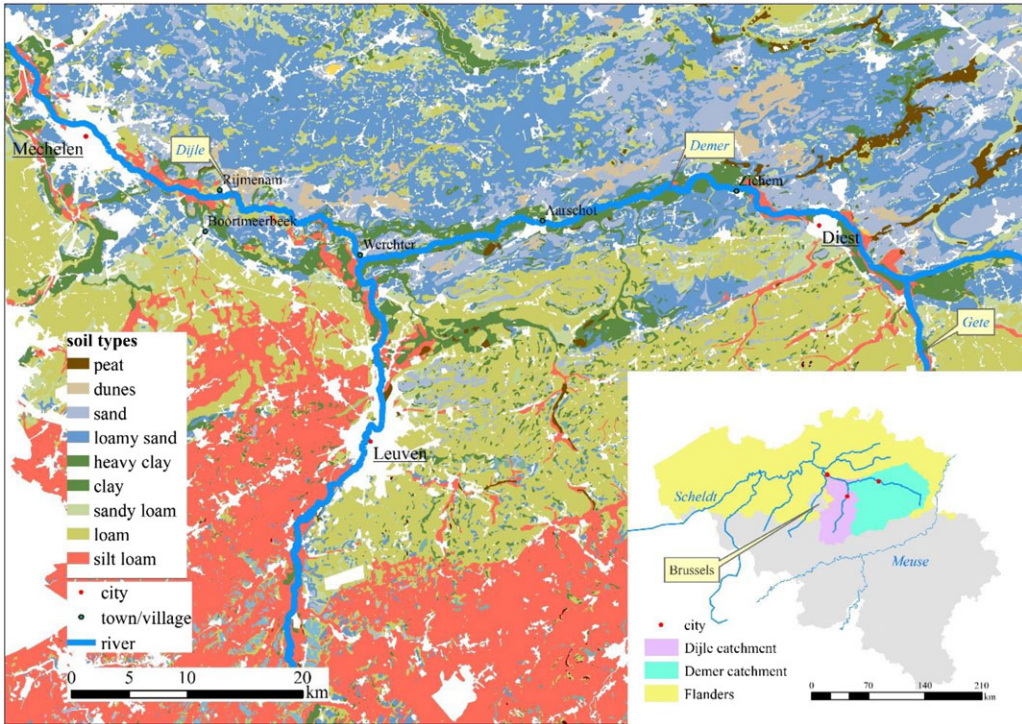 Mechelen
Dijle
Rijmenam
Boortmeerbeek
Werchter
Aarschot
Demer
Zichem
Diest
Gete
Leuven
soil types
peat
dunes
sand
loamy sand
heavy clay
clay
sandy loam
loam
silt loam
city
town/village
river
0 10 20
km
Scheldt
Brussels
Meuse
city
Dijle catchment
Demer catchment
Flanders
0 70 140 210
km